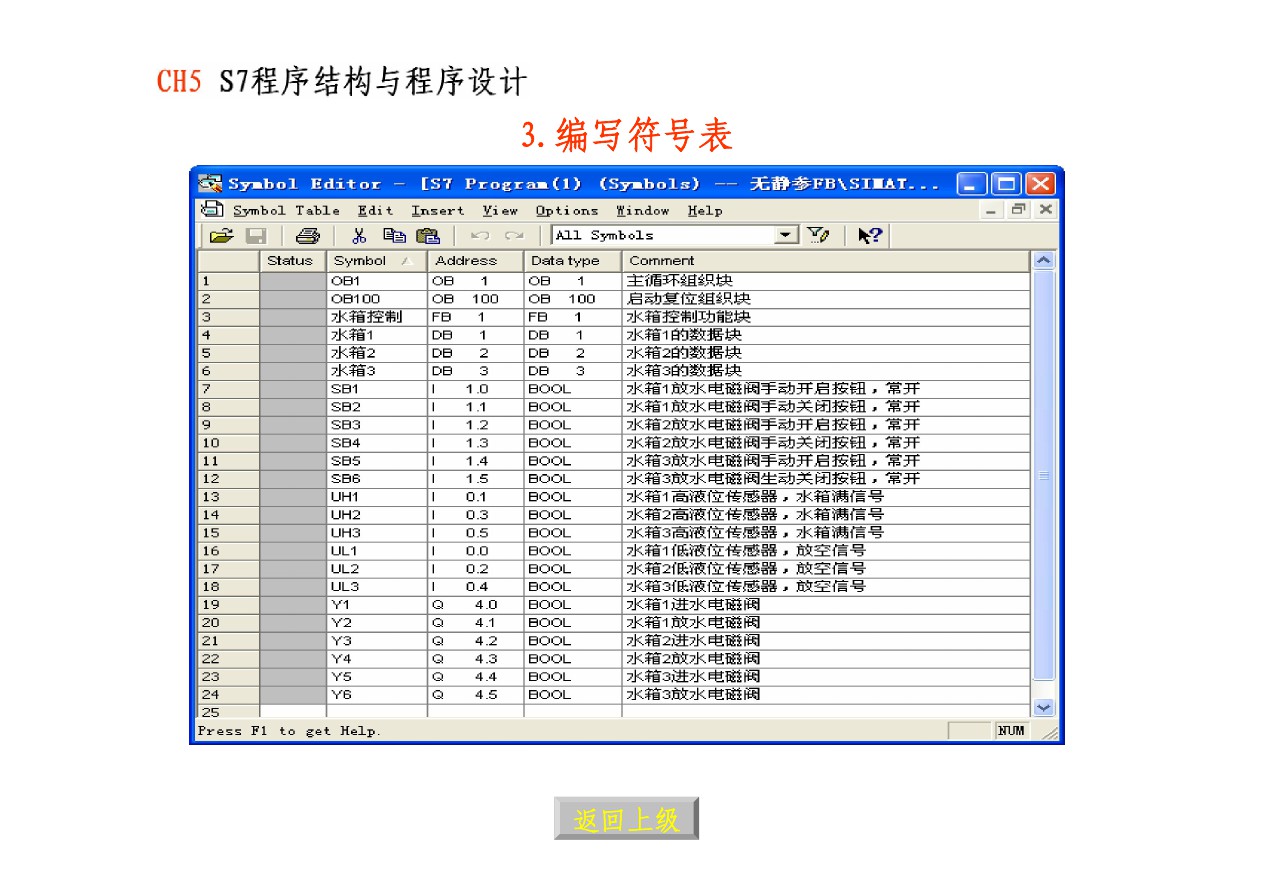 CH5 S7程序结构与程序设计
3.编写符号表
Symbol Editor - [S7 Program(1) (Symbols) -- 无静参FB\SIMAT...
Symbol Table Edit Insert View Options Window Help
All Symbols
Status Symbol Address Data type Comment
1 OB1 OB 1 OB 1 主循环组织块
2 OB100 OB 100 OB 100 启动复位组织块
3 水箱控制 FB 1 FB 1 水箱控制功能块
4 水箱1 DB 1 DB 1 水箱1的数据块
5 水箱2 DB 2 DB 2 水箱2的数据块
6 水箱3 DB 3 DB 3 水箱3的数据块
7 SB1 I 1.0 BOOL 水箱1放水电磁阀手动开启按钮，常开
8 SB2 I 1.1 BOOL 水箱1放水电磁阀手动关闭按钮，常开
9 SB3 I 1.2 BOOL 水箱2放水电磁阀手动开启按钮，常开
10 SB4 I 1.3 BOOL 水箱2放水电磁阀手动关闭按钮，常开
11 SB5 I 1.4 BOOL 水箱3放水电磁阀手动开启按钮，常开
12 SB6 I 1.5 BOOL 水箱3放水电磁阀生动关闭按钮，常开
13 UH1 I 0.1 BOOL 水箱1高液位传感器，水箱满信号
14 UH2 I 0.3 BOOL 水箱2高液位传感器，水箱满信号
15 UH3 I 0.5 BOOL 水箱3高液位传感器，水箱满信号
16 UL1 I 0.0 BOOL 水箱1低液位传感器，放空信号
17 UL2 I 0.2 BOOL 水箱2低液位传感器，放空信号
18 UL3 I 0.4 BOOL 水箱3低液位传感器，放空信号
19 Y1 Q 4.0 BOOL 水箱1进水电磁阀
20 Y2 Q 4.1 BOOL 水箱1放水电磁阀
21 Y3 Q 4.2 BOOL 水箱2进水电磁阀
22 Y4 Q 4.3 BOOL 水箱2放水电磁阀
23 Y5 Q 4.4 BOOL 水箱3进水电磁阀
24 Y6 Q 4.5 BOOL 水箱3放水电磁阀
25
Press F1 to get Help. NUM
返回上级